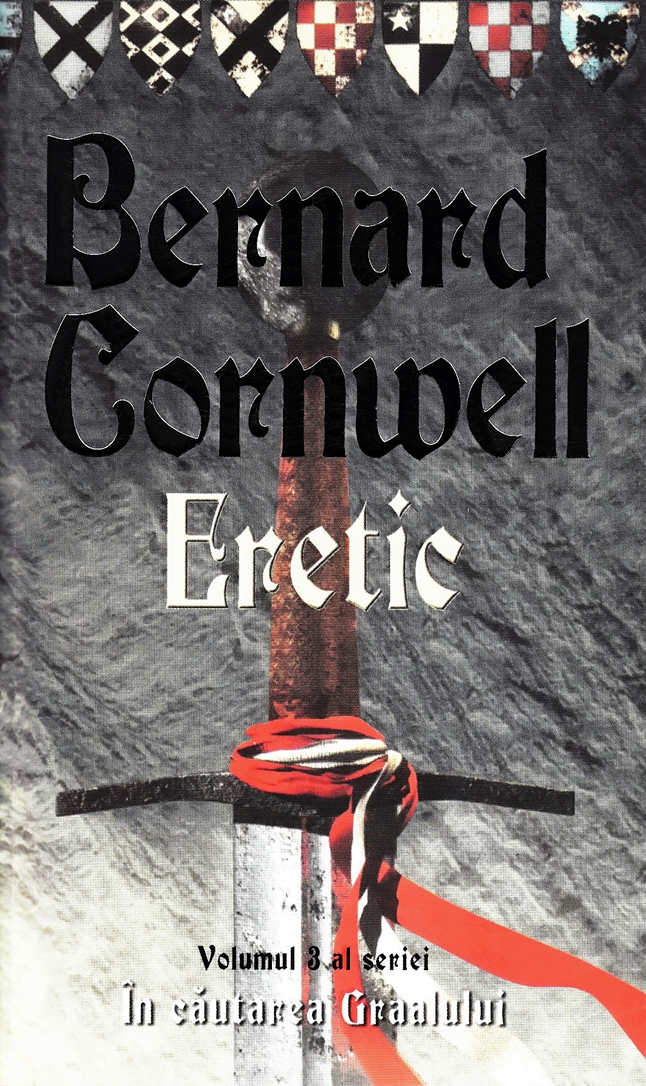 Bernard
Cornwell
Eretic
Volumul 3 al seriei
În căutarea Graalului